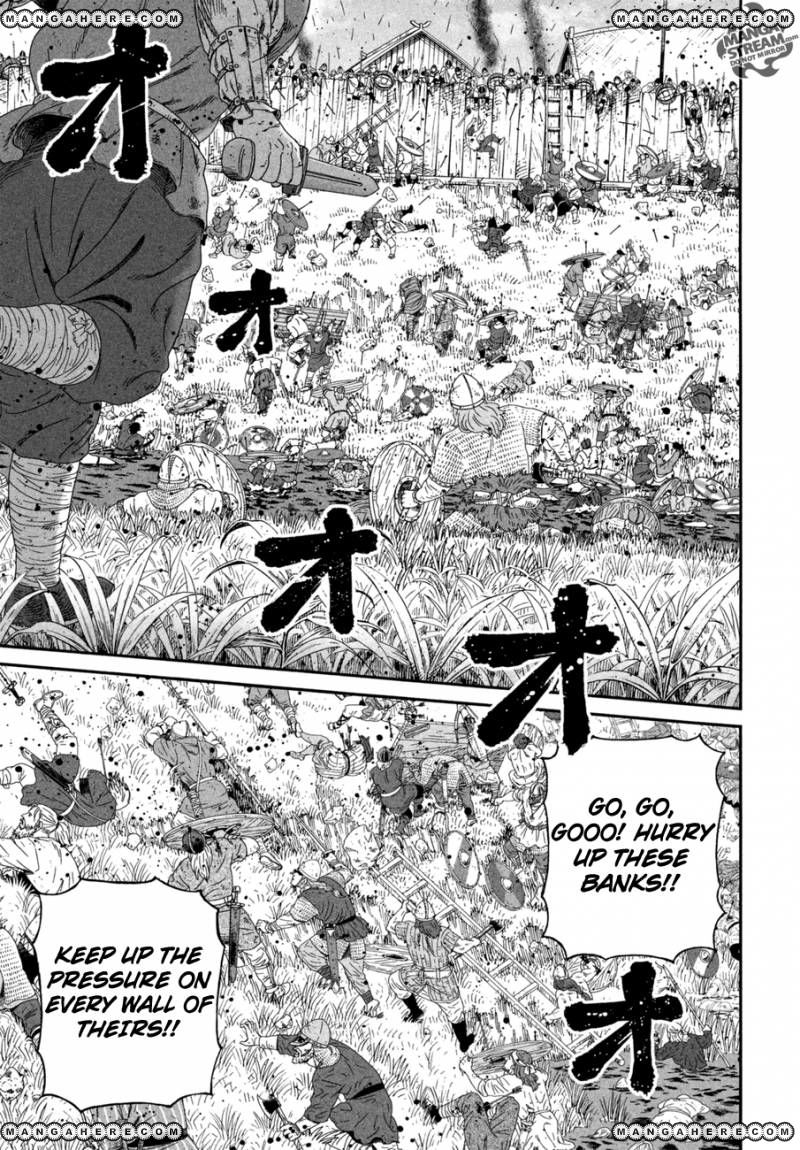 MANGAHERE.COM
MANGAHERE.COM
MANGA
STREAM.com
DO NOT MIRROR
オ
オ
オ
オ
GO, GO,
GOOO! HURRY
UP THESE
BANKS!!
KEEP UP THE
PRESSURE ON
EVERY WALL OF
THEIRS!!
オ
MANGAHERE.COM
MANGAHERE.COM